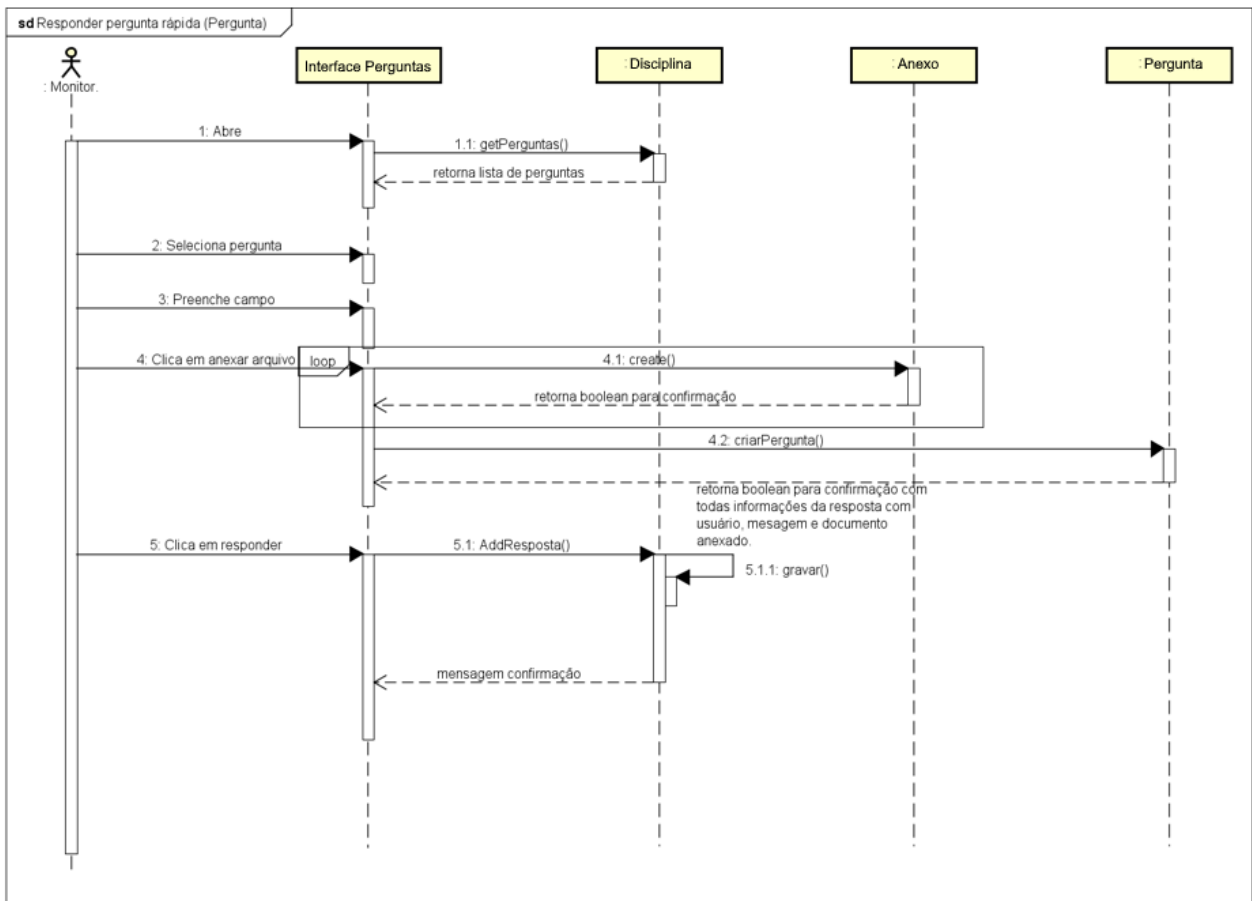 sd Responder pergunta rápida (Pergunta)
: Monitor.
Interface Perguntas
: Disciplina
: Anexo
: Pergunta
1: Abre
1.1: getPerguntas()
retorna lista de perguntas
2: Seleciona pergunta
3: Preenche campo
4: Clica em anexar arquivo
loop
4.1: create()
retorna boolean para confirmação
4.2: criarPergunta()
retorna boolean para confirmação com
todas informações da resposta com
usuário, mesagem e documento
anexado.
5: Clica em responder
5.1: AddResposta()
5.1.1: gravar()
mensagem confirmação